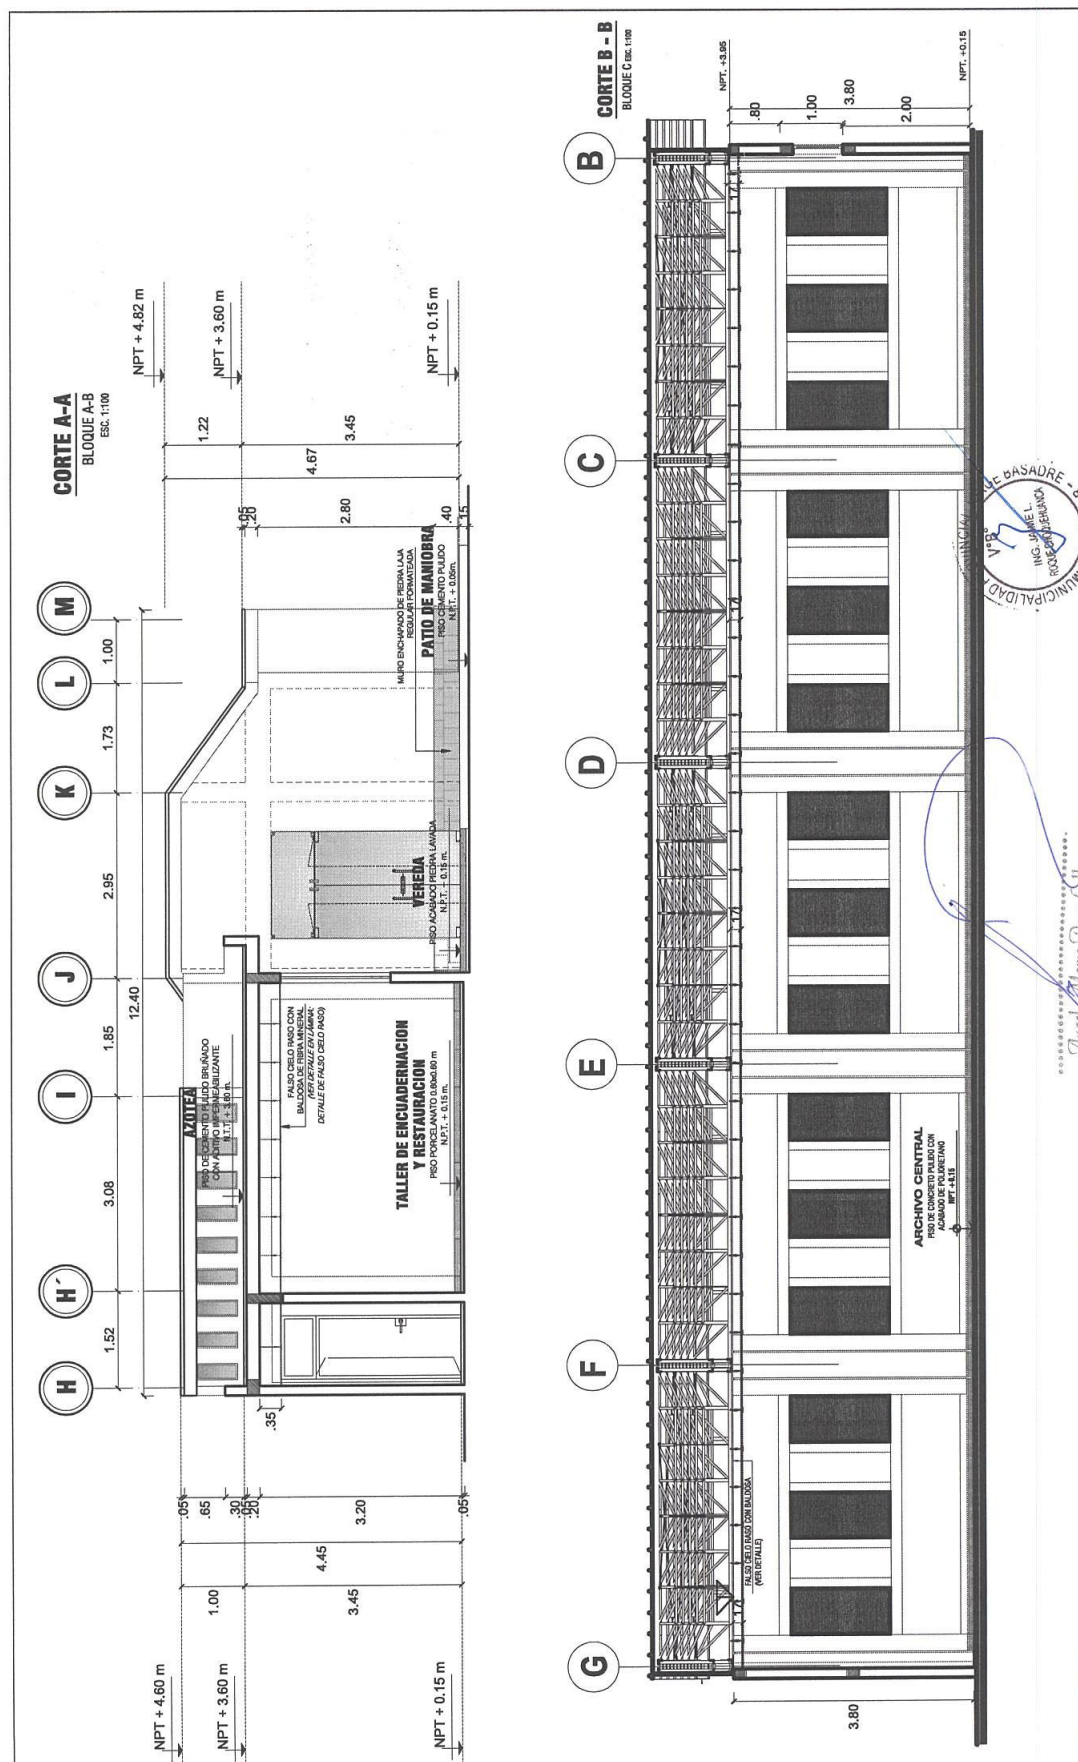 CORTE A-A
BLOQUE A-B
ESC. 1:100
H
H´
I
J
K
L
M
1.52
3.08
1.85
2.95
1.73
1.00
12.40
NPT + 4.60 m
NPT + 3.60 m
NPT + 0.15 m
1.00
3.45
4.45
.05
.65
.30
.05
.20
3.20
.05
.35
AZOTEA
PISO DE CEMENTO PULIDO BRUÑADO
CON ADITIVO IMPERMEABILIZANTE
N.T.T. + 3.60 m.
FALSO CIELO RASO CON
BALDOSA DE FIBRA MINERAL
(VER DETALLE EN LÁMINA:
DETALLE DE FALSO CIELO RASO)
TALLER DE ENCUADERNACION
Y RESTAURACION
PISO PORCELANATO 0.60x0.60 m
N.P.T. + 0.15 m.
VEREDA
PISO ACABADO PIEDRA LAVADA
N.P.T. – 0.15 m.
MURO ENCHAPADO DE PIEDRA LAJA
REGULAR FORMATEADA
PATIO DE MANIOBRA
PISO CEMENTO PULIDO
N.P.T. + 0.05m.
.05
.20
2.80
.40
.15
1.22
3.45
4.67
NPT + 4.82 m
NPT + 3.60 m
NPT + 0.15 m
CORTE B - B
BLOQUE C ESC. 1:100
G
F
E
D
C
B
3.80
FALSO CIELO RASO CON BALDOSA
(VER DETALLE)
ARCHIVO CENTRAL
PISO DE CONCRETO PULIDO CON
ACABADO DE POLIURETANO
NPT +0.15
NPT. +3.95
NPT. +0.15
.80
1.00
2.00
3.80
MUNICIPALIDAD
BASADRE
V°B°
ING. JAIME L.
ROQUE CHOQUEHUANCA